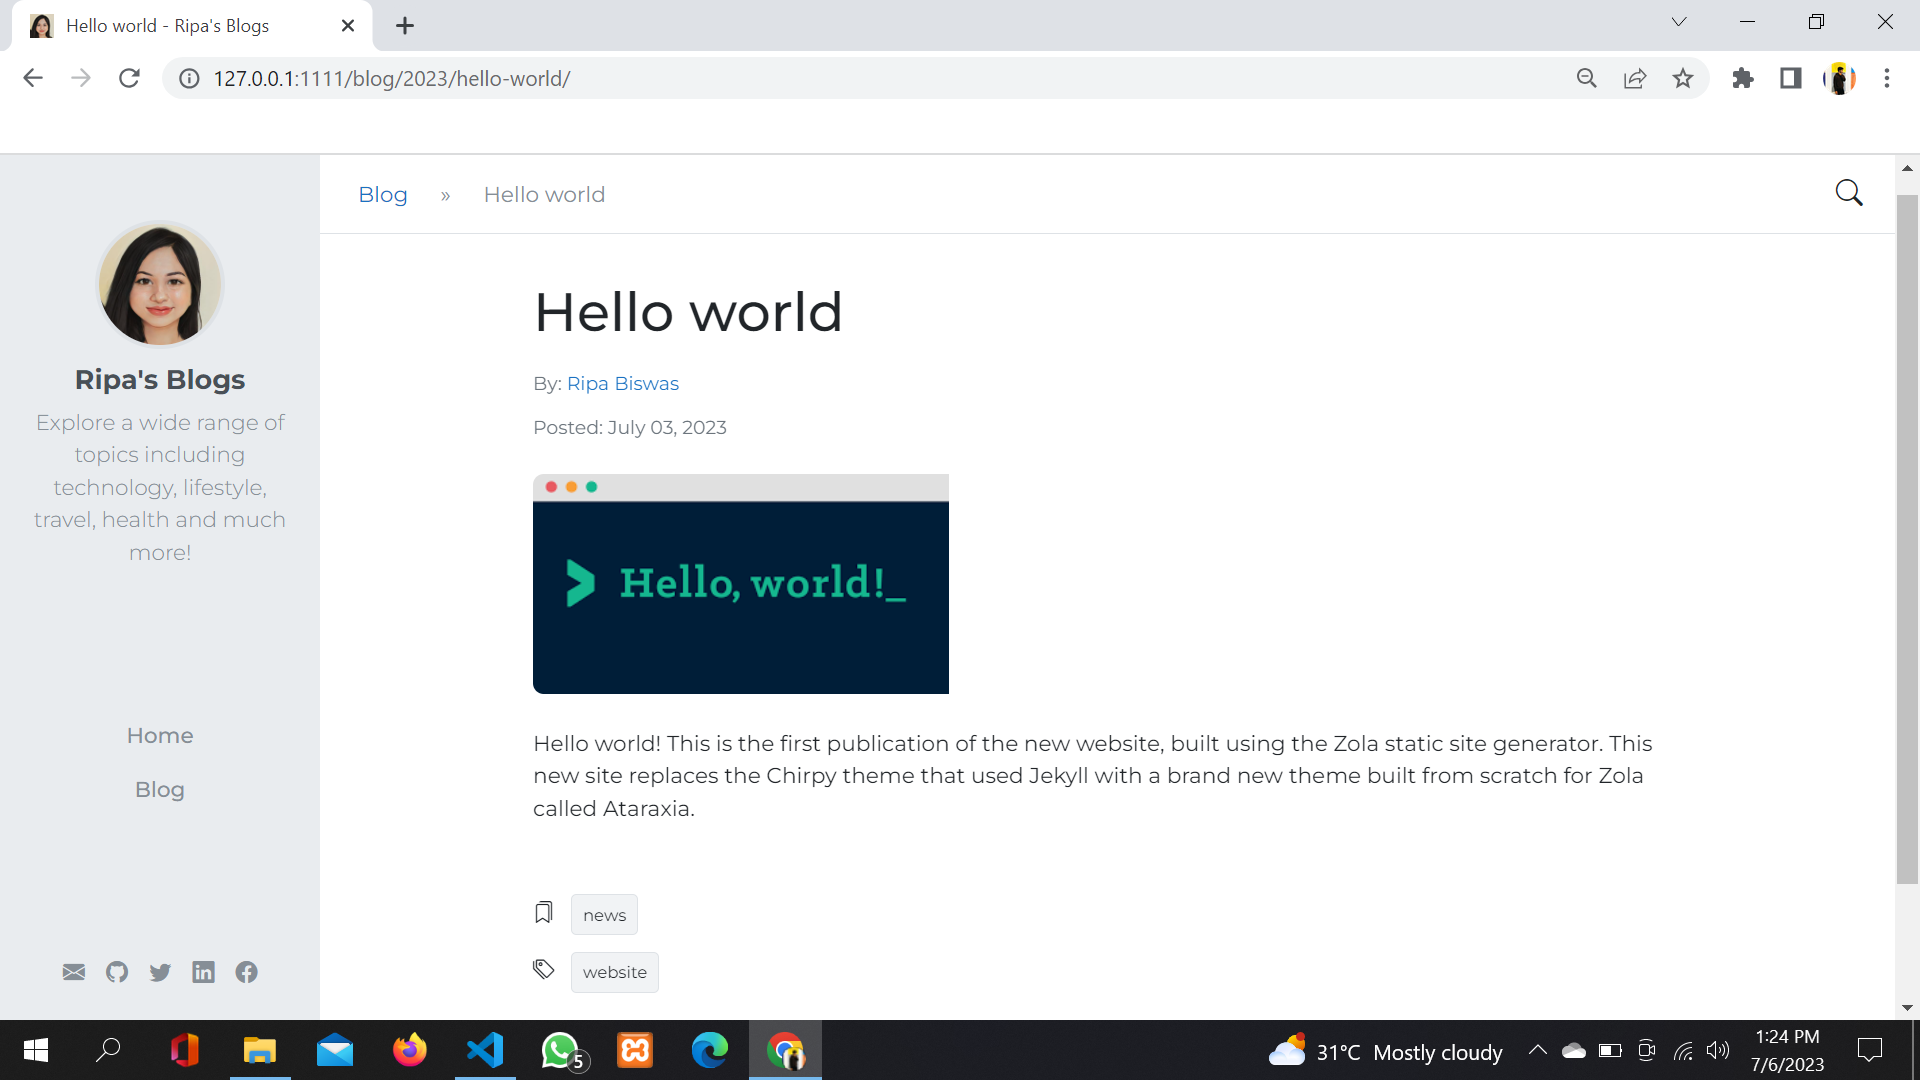 Hello world - Ripa's Blogs
127.0.0.1:1111/blog/2023/hello-world/
Blog » Hello world
Ripa's Blogs
Explore a wide range of
topics including
technology, lifestyle,
travel, health and much
more!
Home
Blog
Hello world
By: Ripa Biswas
Posted: July 03, 2023
Hello, world!_
Hello world! This is the first publication of the new website, built using the Zola static site generator. This
new site replaces the Chirpy theme that used Jekyll with a brand new theme built from scratch for Zola
called Ataraxia.
news
website
5
31°C Mostly cloudy
1:24 PM
7/6/2023